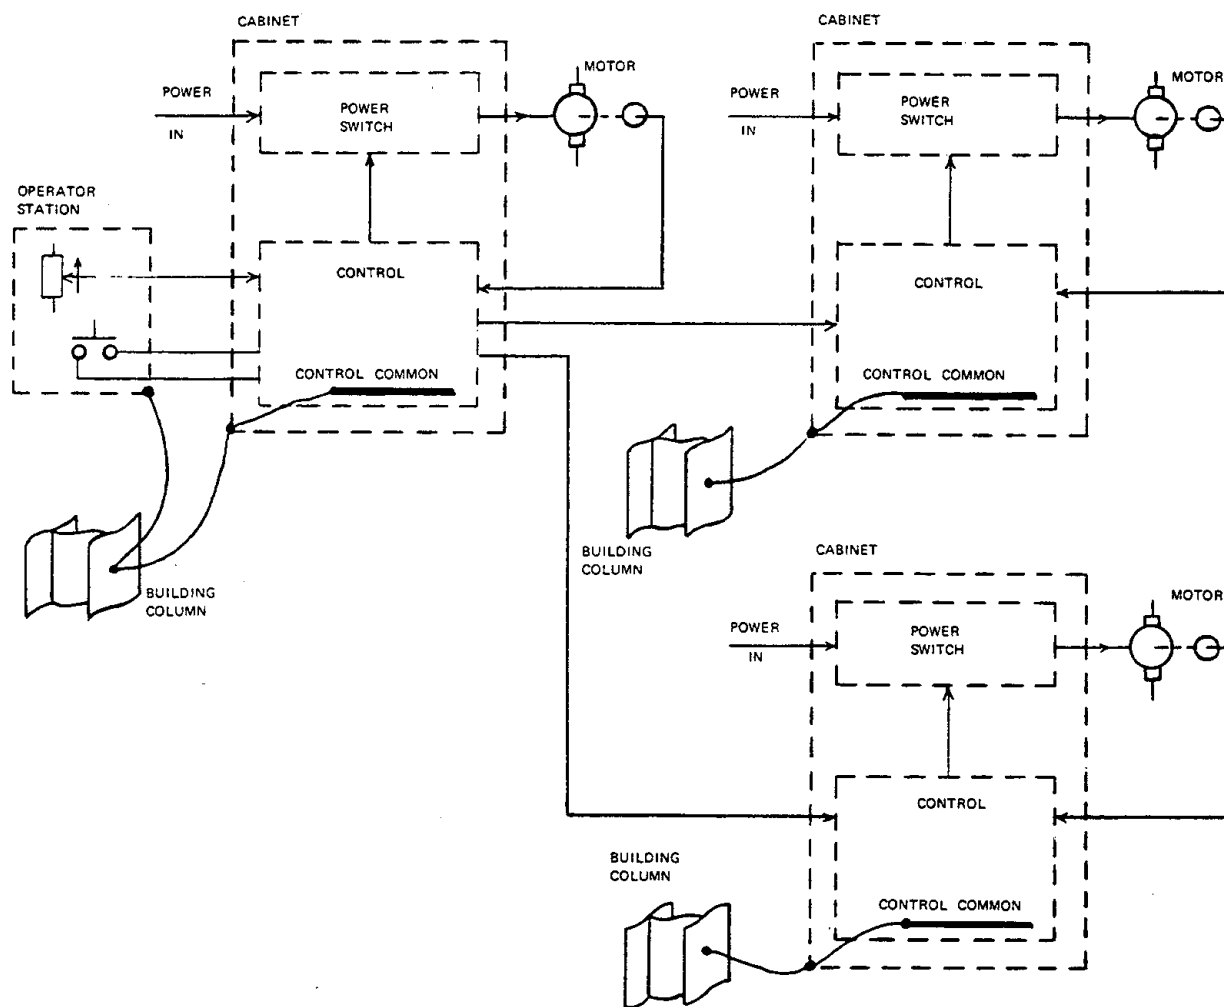 CABINET
POWER
IN
POWER
SWITCH
MOTOR
OPERATOR
STATION
CONTROL
CONTROL COMMON
BUILDING
COLUMN
CABINET
POWER
IN
POWER
SWITCH
MOTOR
CONTROL
CONTROL COMMON
BUILDING
COLUMN
CABINET
POWER
IN
POWER
SWITCH
MOTOR
CONTROL
CONTROL COMMON
BUILDING
COLUMN